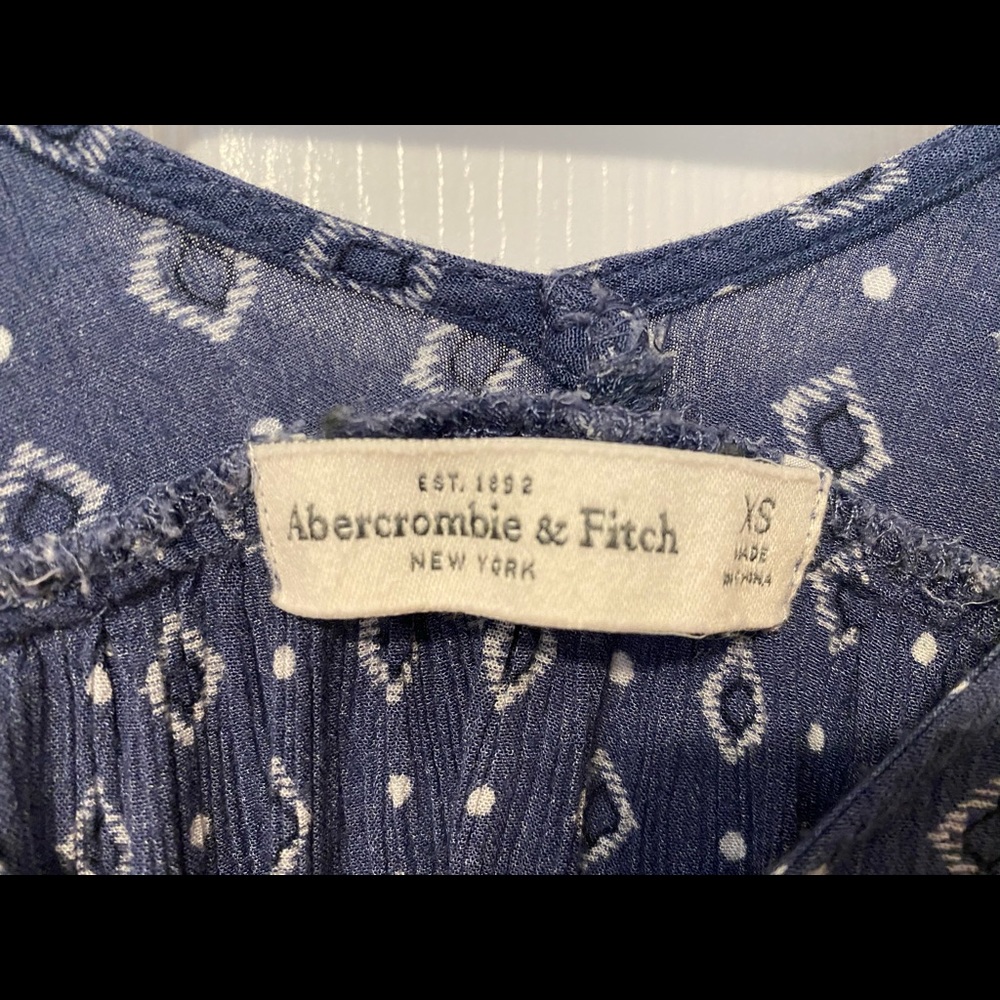 EST. 1892
Abercrombie & Fitch
NEW YORK
XS
MADE
IN CHINA